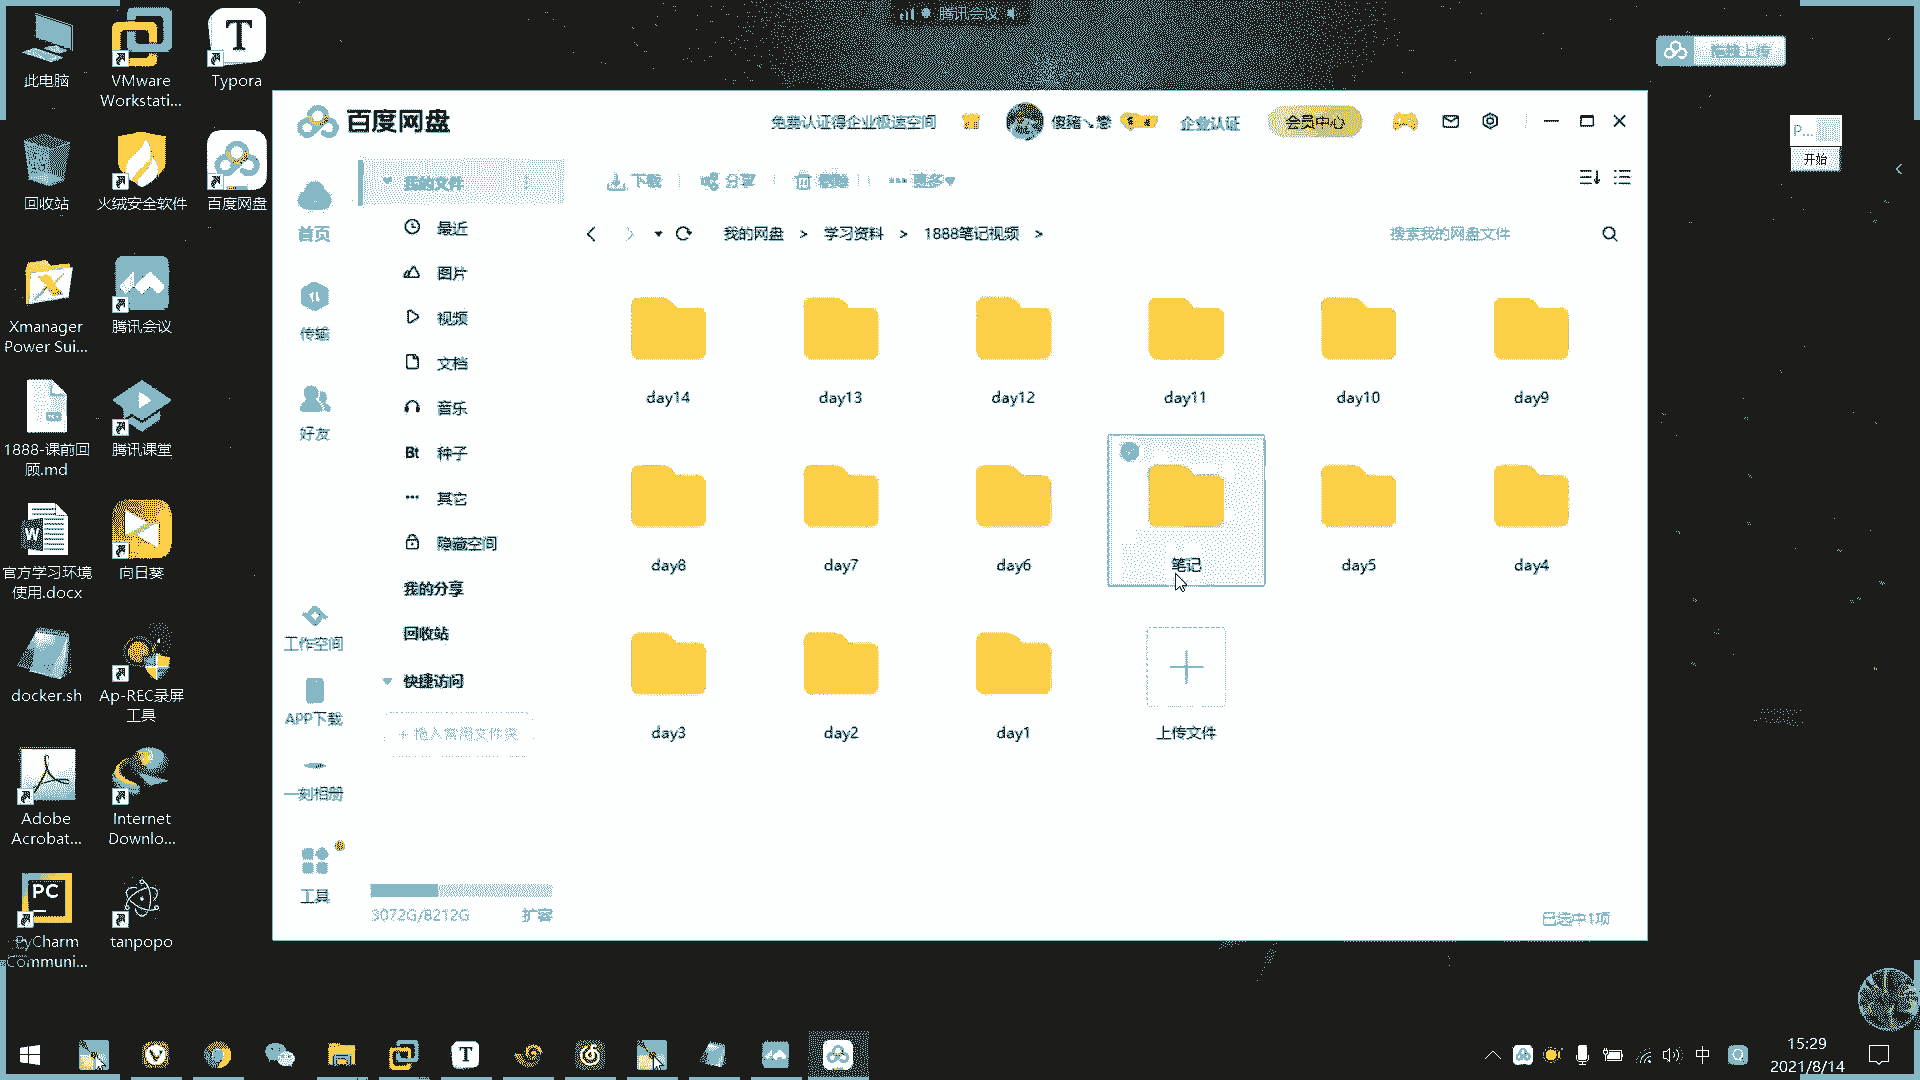 腾讯会议
此电脑
VMware
Workstati...
Typora
回收站
火绒安全软件
百度网盘
Xmanager
Power Sui...
腾讯会议
1888-课前回
顾.md
腾讯课堂
官方学习环境
使用.docx
向日葵
docker.sh
Ap-REC录屏
工具
Adobe
Acrobat...
Internet
Downlo...
PyCharm
Communi...
tanpopo
百度网盘
免费认证得企业极速空间
企业认证
会员中心
首页
传输
好友
工作空间
APP下载
一刻相册
工具
我的文件
最近
图片
视频
文档
音乐
Bt 种子
其它
隐藏空间
我的分享
回收站
快捷访问
+ 拖入常用文件夹
3072G/8212G
扩容
下载
分享
删除
更多
我的网盘 > 学习资料 > 1888笔记视频 >
搜索我的网盘文件
day14
day13
day12
day11
day10
day9
day8
day7
day6
笔记
day5
day4
day3
day2
day1
上传文件
已选中1项
P...
开始
中
15:29
2021/8/14